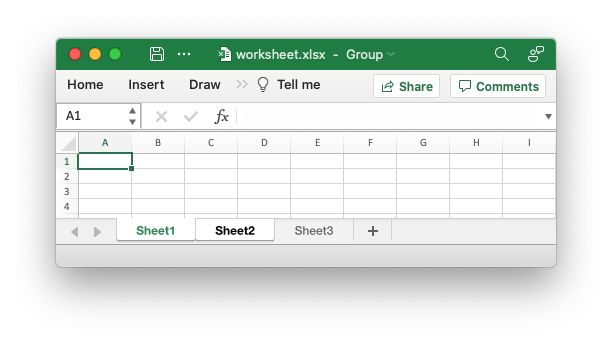 worksheet.xlsx - Group
Home Insert Draw Tell me Share Comments
A1 fx
A B C D E F G H I
1
2
3
4
Sheet1 Sheet2 Sheet3 +